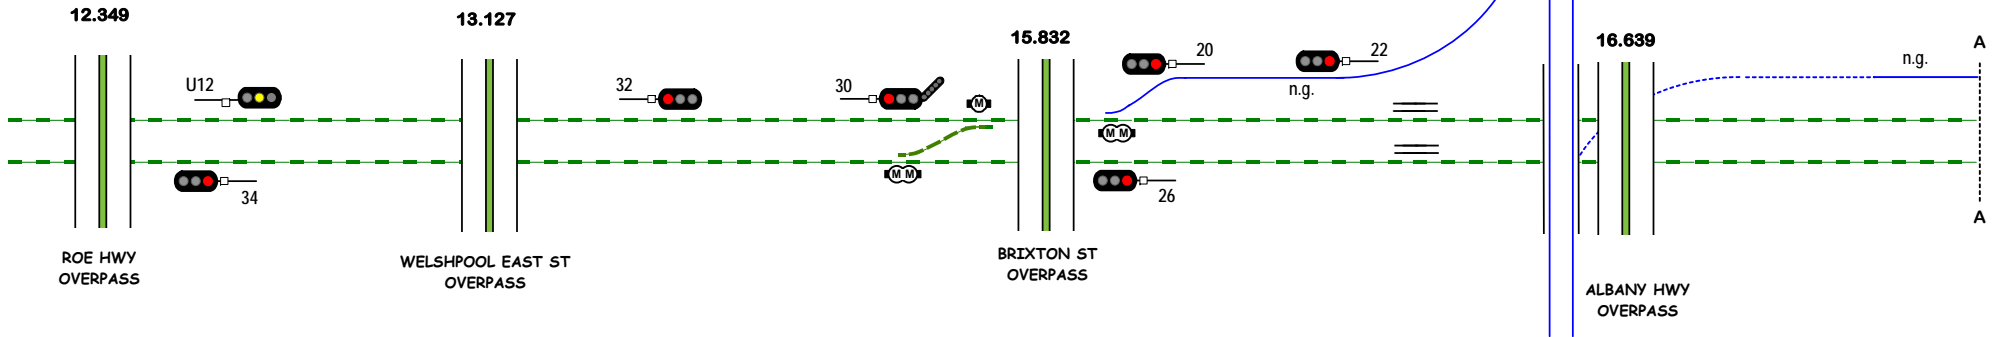 12.349
13.127
15.832
16.639
A
U12
32
30
20
22
n.g.
n.g.
M
M M
M M
34
26
A
ROE HWY
OVERPASS
WELSHPOOL EAST ST
OVERPASS
BRIXTON ST
OVERPASS
ALBANY HWY
OVERPASS